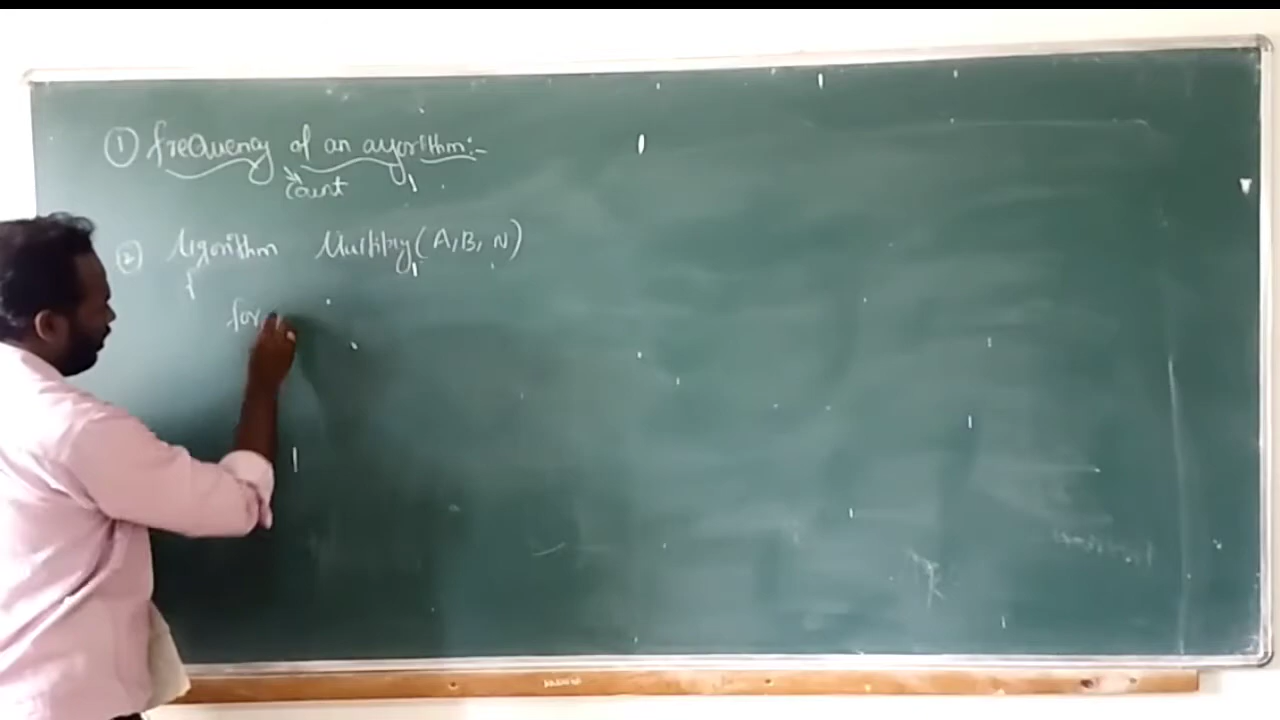 ① frequency of an algorithm:-
count
② Algorithm Multiply(A,B, N)
{
for